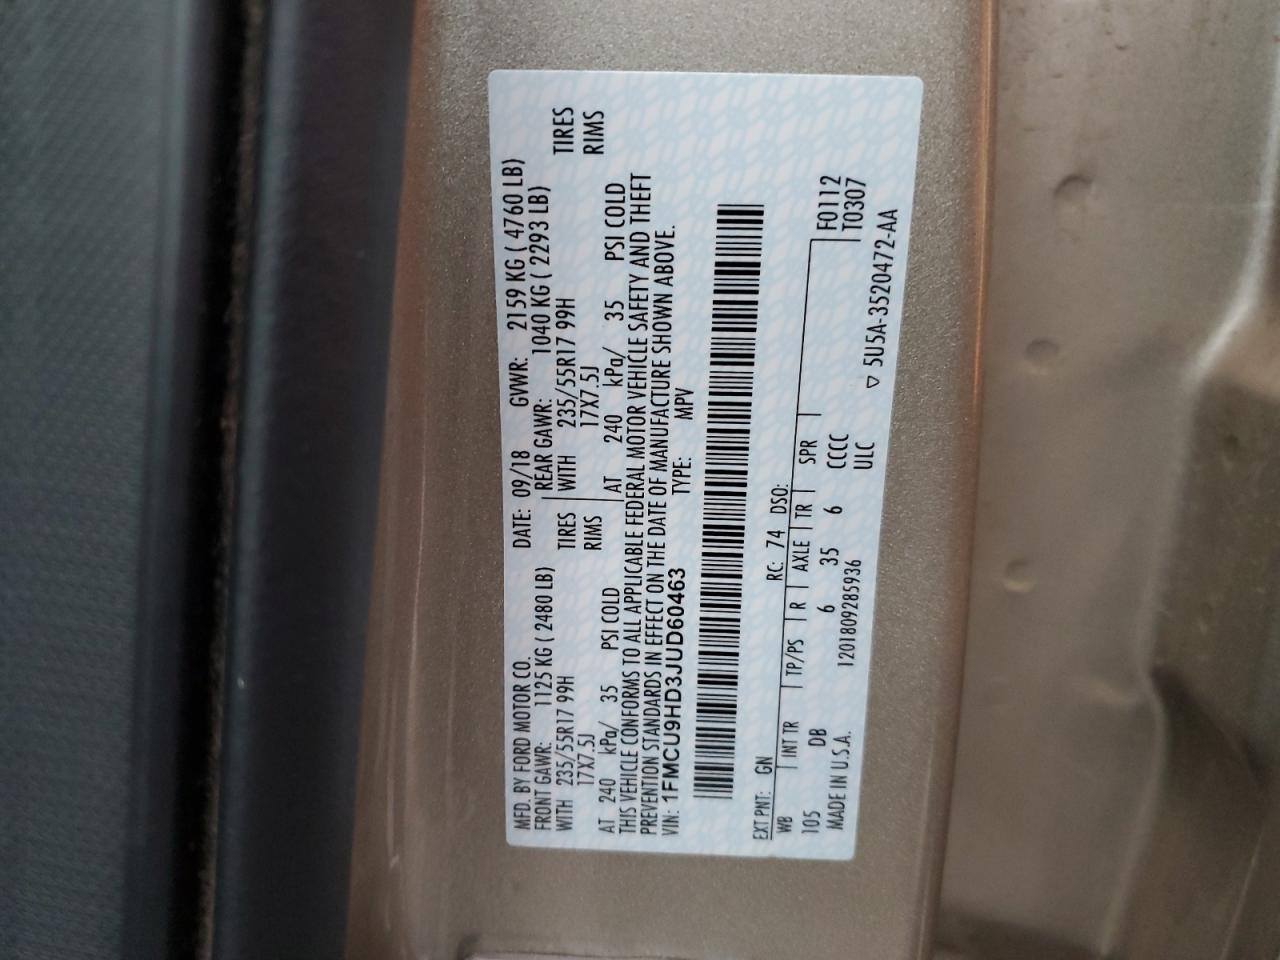 MFD. BY FORD MOTOR CO.
DATE: 09/18 GVWR: 2159 KG ( 4760 LB)
FRONT GAWR: 1125 KG ( 2480 LB) REAR GAWR: 1040 KG ( 2293 LB)
WITH 235/55R17 99H TIRES WITH 235/55R17 99H TIRES
17X7.5J RIMS 17X7.5J RIMS
AT 240 kPa/ 35 PSI COLD AT 240 kPa/ 35 PSI COLD
THIS VEHICLE CONFORMS TO ALL APPLICABLE FEDERAL MOTOR VEHICLE SAFETY AND THEFT
PREVENTION STANDARDS IN EFFECT ON THE DATE OF MANUFACTURE SHOWN ABOVE.
VIN: 1FMCU9HD3JUD60463 TYPE: MPV
EXT PNT: GN RC: 74 DSO:
WB INT TR TP/PS R AXLE TR SPR F0112
105 DB 6 35 6 CCCC T0307
MADE IN U.S.A. 1201809285936 ULC
▽ 5U5A-3520472-AA